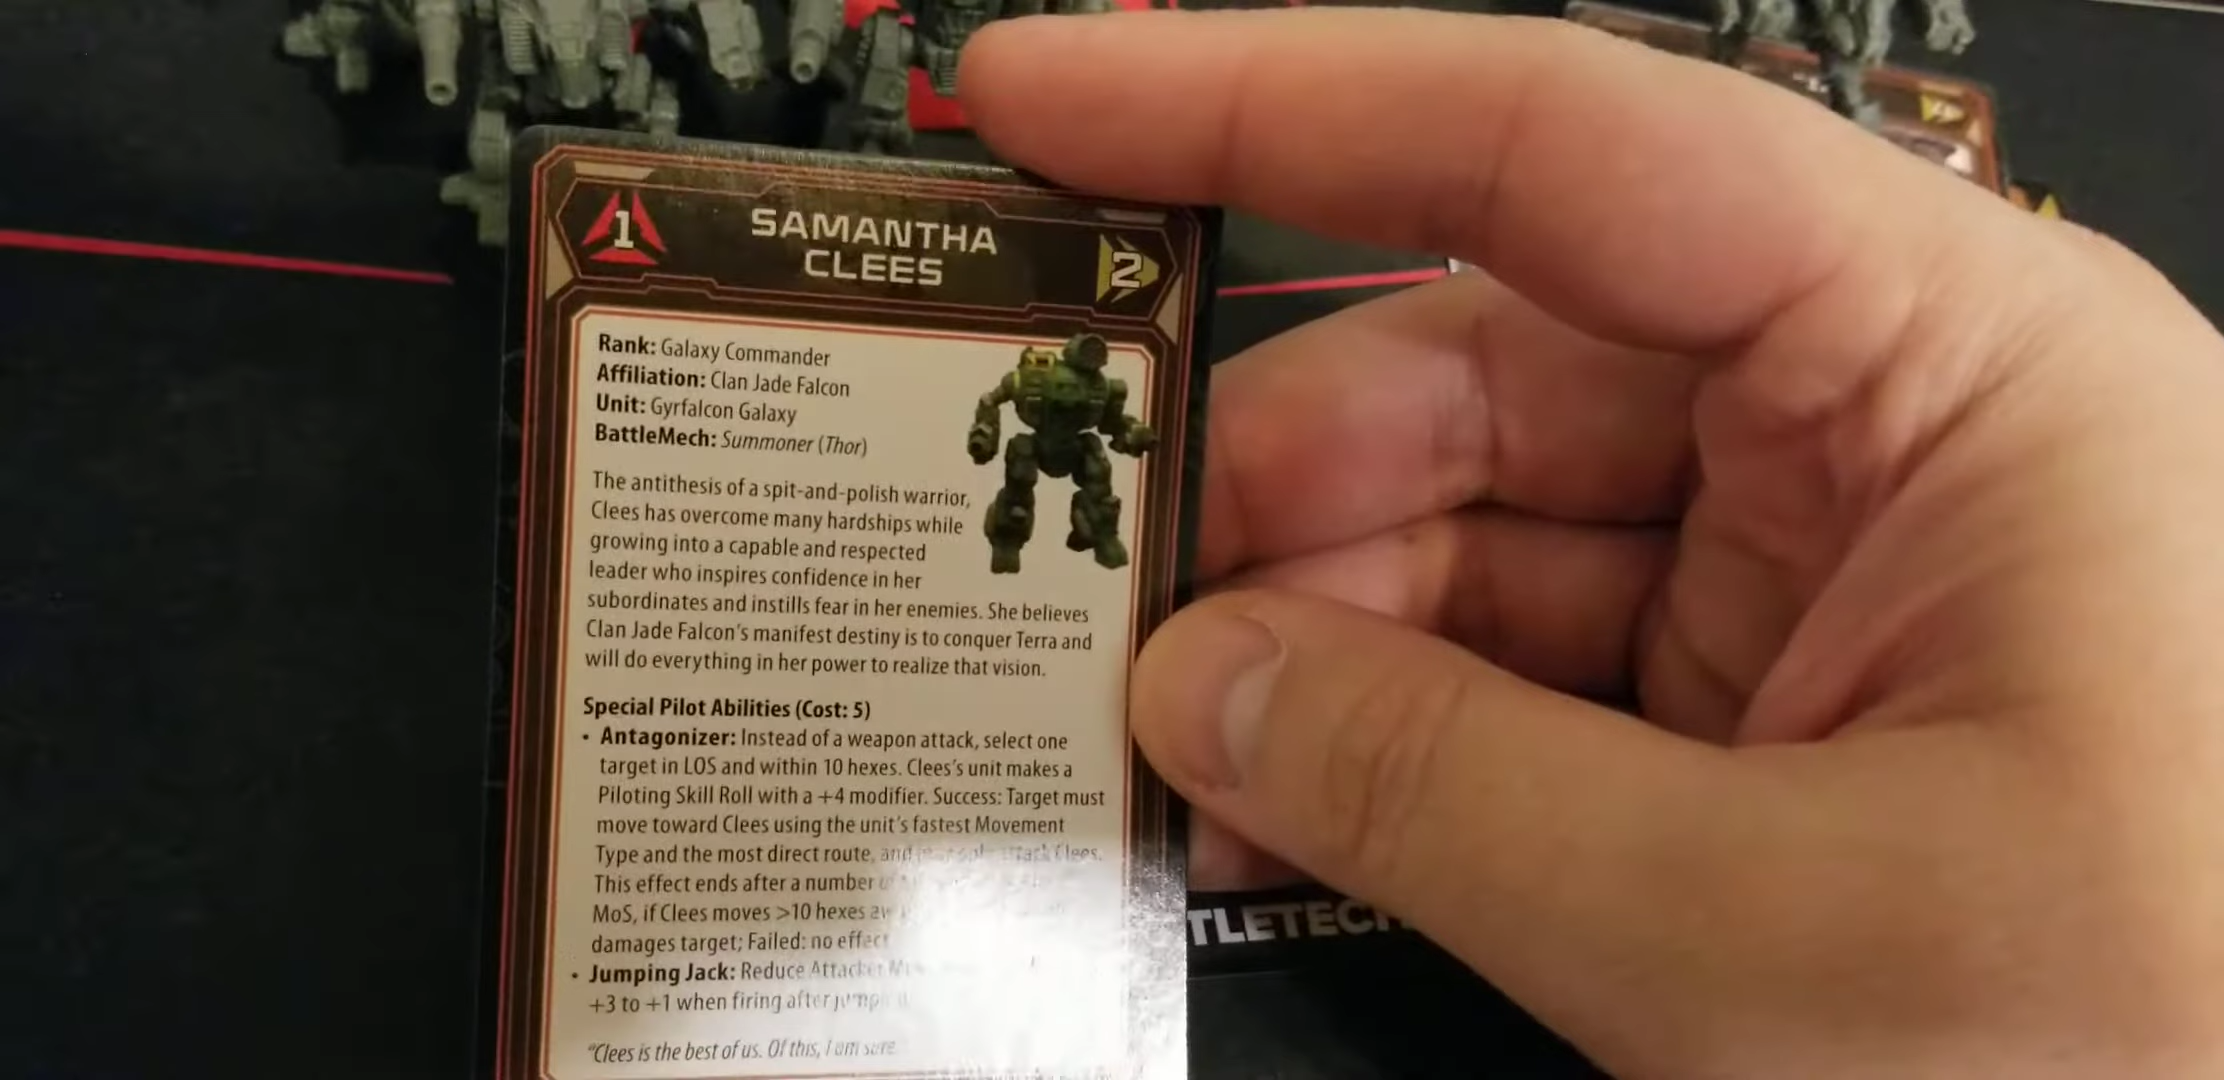 1
SAMANTHA
CLEES
2
Rank: Galaxy Commander
Affiliation: Clan Jade Falcon
Unit: Gyrfalcon Galaxy
BattleMech: Summoner (Thor)
The antithesis of a spit-and-polish warrior,
Clees has overcome many hardships while
growing into a capable and respected
leader who inspires confidence in her
subordinates and instills fear in her enemies. She believes
Clan Jade Falcon's manifest destiny is to conquer Terra and
will do everything in her power to realize that vision.
Special Pilot Abilities (Cost: 5)
• Antagonizer: Instead of a weapon attack, select one
target in LOS and within 10 hexes. Clees's unit makes a
Piloting Skill Roll with a +4 modifier. Success: Target must
move toward Clees using the unit's fastest Movement
Type and the most direct route, and attack Clees.
This effect ends after a number
MoS, if Clees moves >10 hexes
damages target; Failed: no effect
• Jumping Jack: Reduce Attacker
+3 to +1 when firing after
"Clees is the best of us. Of this, I am sure.
TLETECH